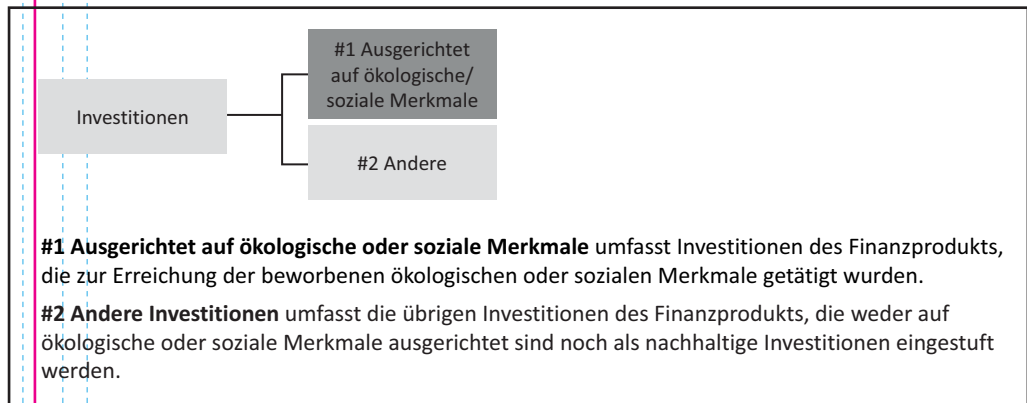 #1 Ausgerichtet
auf ökologische/
soziale Merkmale
Investitionen
#2 Andere
#1 Ausgerichtet auf ökologische oder soziale Merkmale umfasst Investitionen des Finanzprodukts,
die zur Erreichung der beworbenen ökologischen oder sozialen Merkmale getätigt wurden.
#2 Andere Investitionen umfasst die übrigen Investitionen des Finanzprodukts, die weder auf
ökologische oder soziale Merkmale ausgerichtet sind noch als nachhaltige Investitionen eingestuft
werden.